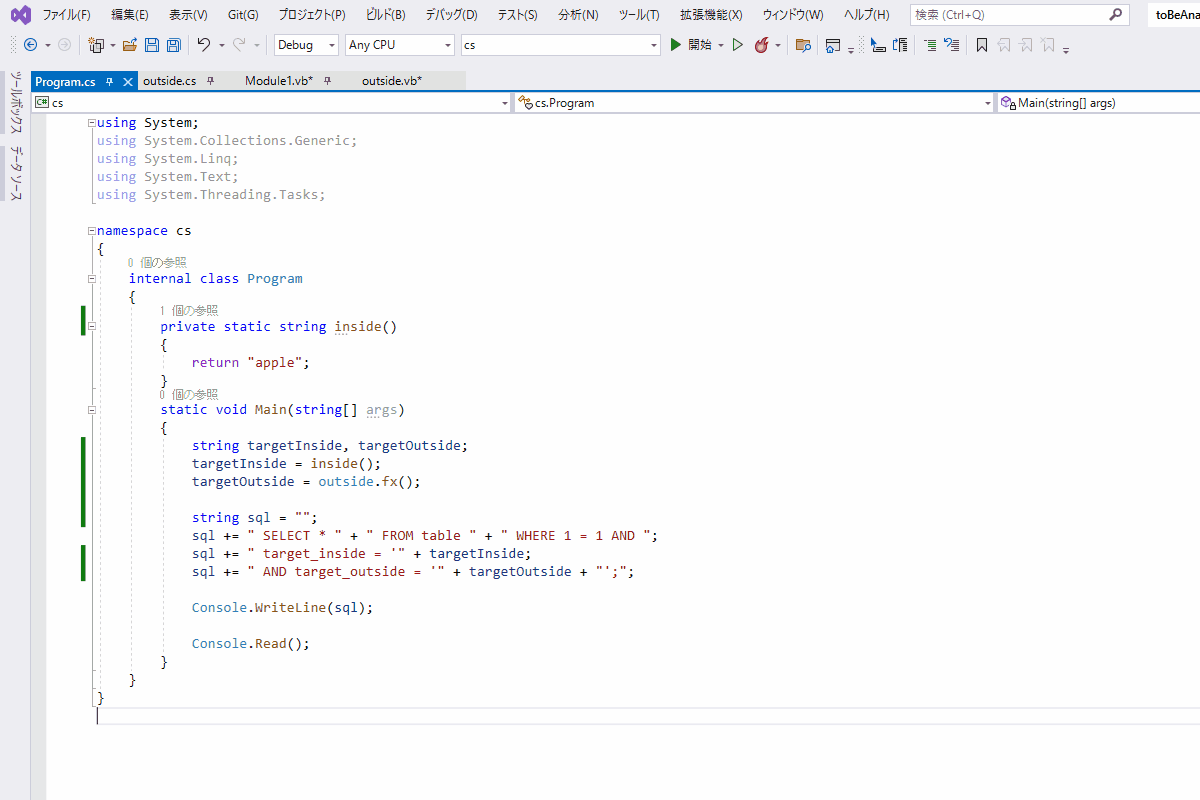 ファイル(F) 編集(E) 表示(V) Git(G) プロジェクト(P) ビルド(B) デバッグ(D) テスト(S) 分析(N) ツール(T) 拡張機能(X) ウィンドウ(W) ヘルプ(H) 検索 (Ctrl+Q) toBeAna
Debug Any CPU cs 開始
ツールボックス
データ ソース
Program.cs outside.cs Module1.vb* outside.vb*
C# cs cs.Program Main(string[] args)
using System;
using System.Collections.Generic;
using System.Linq;
using System.Text;
using System.Threading.Tasks;
namespace cs
{
0 個の参照
internal class Program
{
1 個の参照
private static string inside()
{
return "apple";
}
0 個の参照
static void Main(string[] args)
{
string targetInside, targetOutside;
targetInside = inside();
targetOutside = outside.fx();
string sql = "";
sql += " SELECT * " + " FROM table " + " WHERE 1 = 1 AND ";
sql += " target_inside = '" + targetInside;
sql += " AND target_outside = '" + targetOutside + "';";
Console.WriteLine(sql);
Console.Read();
}
}
}